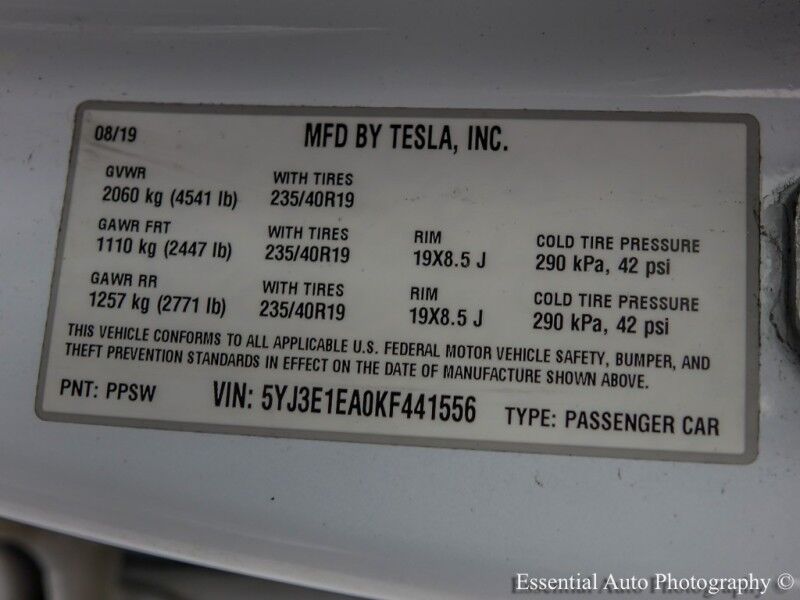 08/19 MFD BY TESLA, INC.
GVWR WITH TIRES
2060 kg (4541 lb) 235/40R19
GAWR FRT WITH TIRES RIM COLD TIRE PRESSURE
1110 kg (2447 lb) 235/40R19 19X8.5 J 290 kPa, 42 psi
GAWR RR WITH TIRES RIM COLD TIRE PRESSURE
1257 kg (2771 lb) 235/40R19 19X8.5 J 290 kPa, 42 psi
THIS VEHICLE CONFORMS TO ALL APPLICABLE U.S. FEDERAL MOTOR VEHICLE SAFETY, BUMPER, AND
THEFT PREVENTION STANDARDS IN EFFECT ON THE DATE OF MANUFACTURE SHOWN ABOVE.
PNT: PPSW VIN: 5YJ3E1EA0KF441556 TYPE: PASSENGER CAR
Essential Auto Photography ©